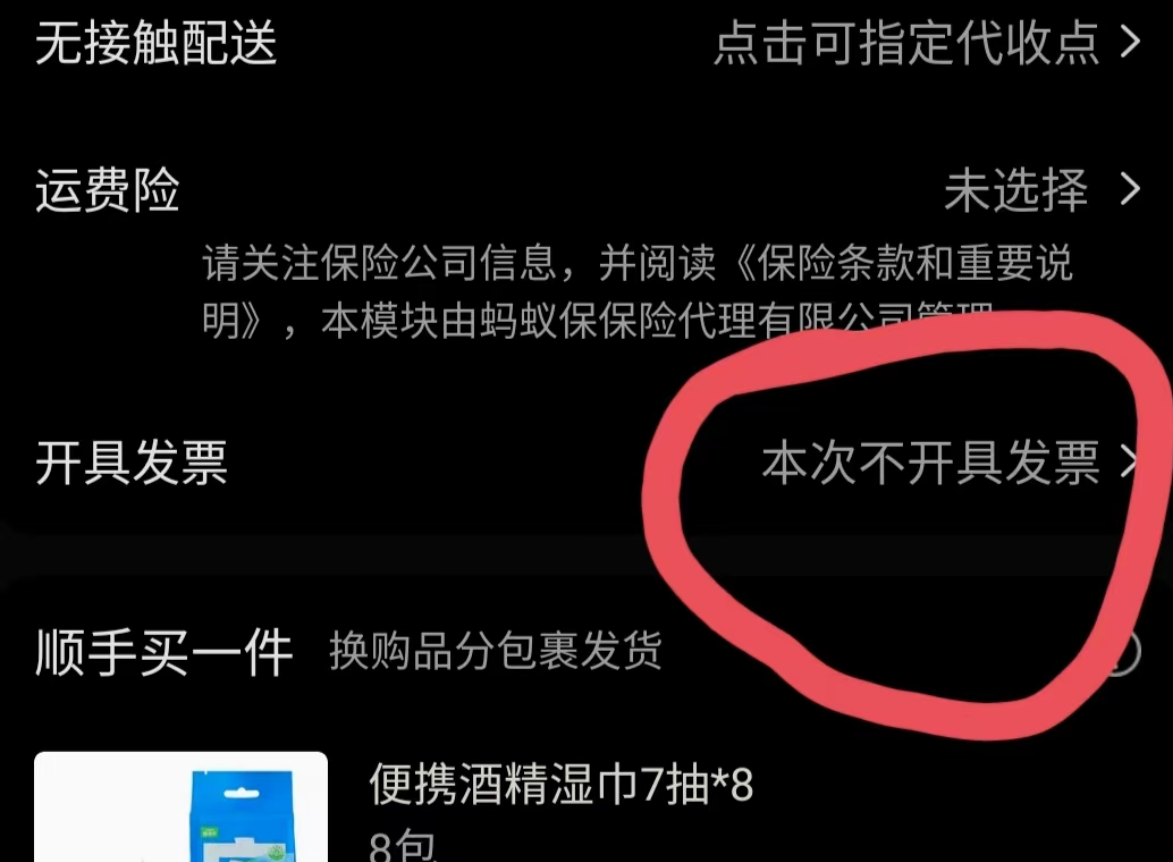 无接触配送 点击可指定代收点
运费险 未选择
请关注保险公司信息，并阅读《保险条款和重要说
明》，本模块由蚂蚁保保险代理有限公司管理
开具发票 本次不开具发票
顺手买一件 换购品分包裹发货
便携酒精湿巾7抽*8
8包